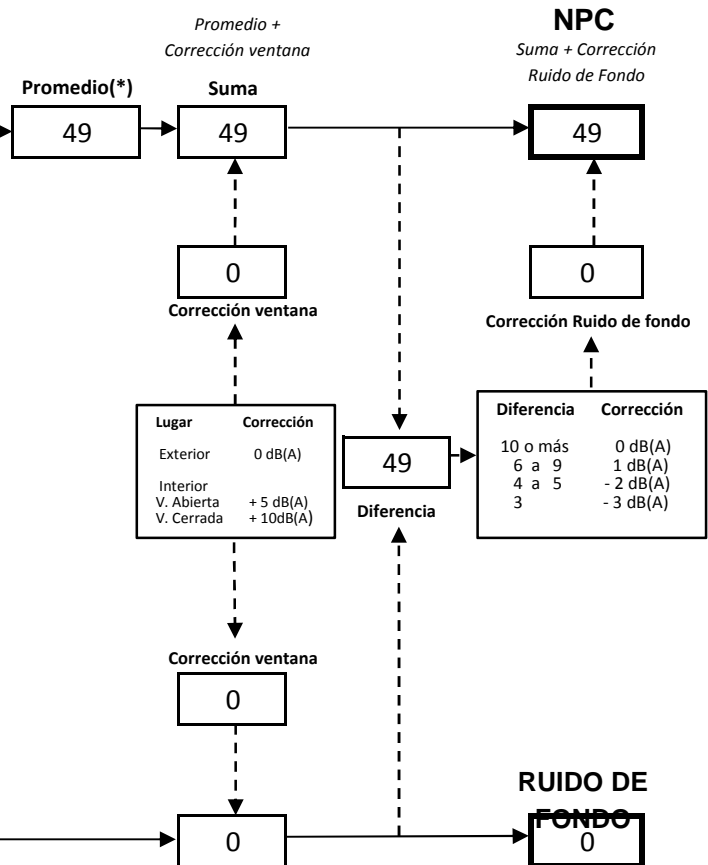 Promedio +
Corrección ventana
NPC
Suma + Corrección
Ruido de Fondo
Promedio(*)
Suma
49
49
49
0
0
Corrección ventana
Corrección Ruido de fondo
Lugar Corrección
Exterior 0 dB(A)
Interior
V. Abierta + 5 dB(A)
V. Cerrada + 10dB(A)
49
Diferencia
Diferencia Corrección
10 o más 0 dB(A)
6 a 9 1 dB(A)
4 a 5 - 2 dB(A)
3 - 3 dB(A)
Corrección ventana
0
RUIDO DE
FONDO
0
0